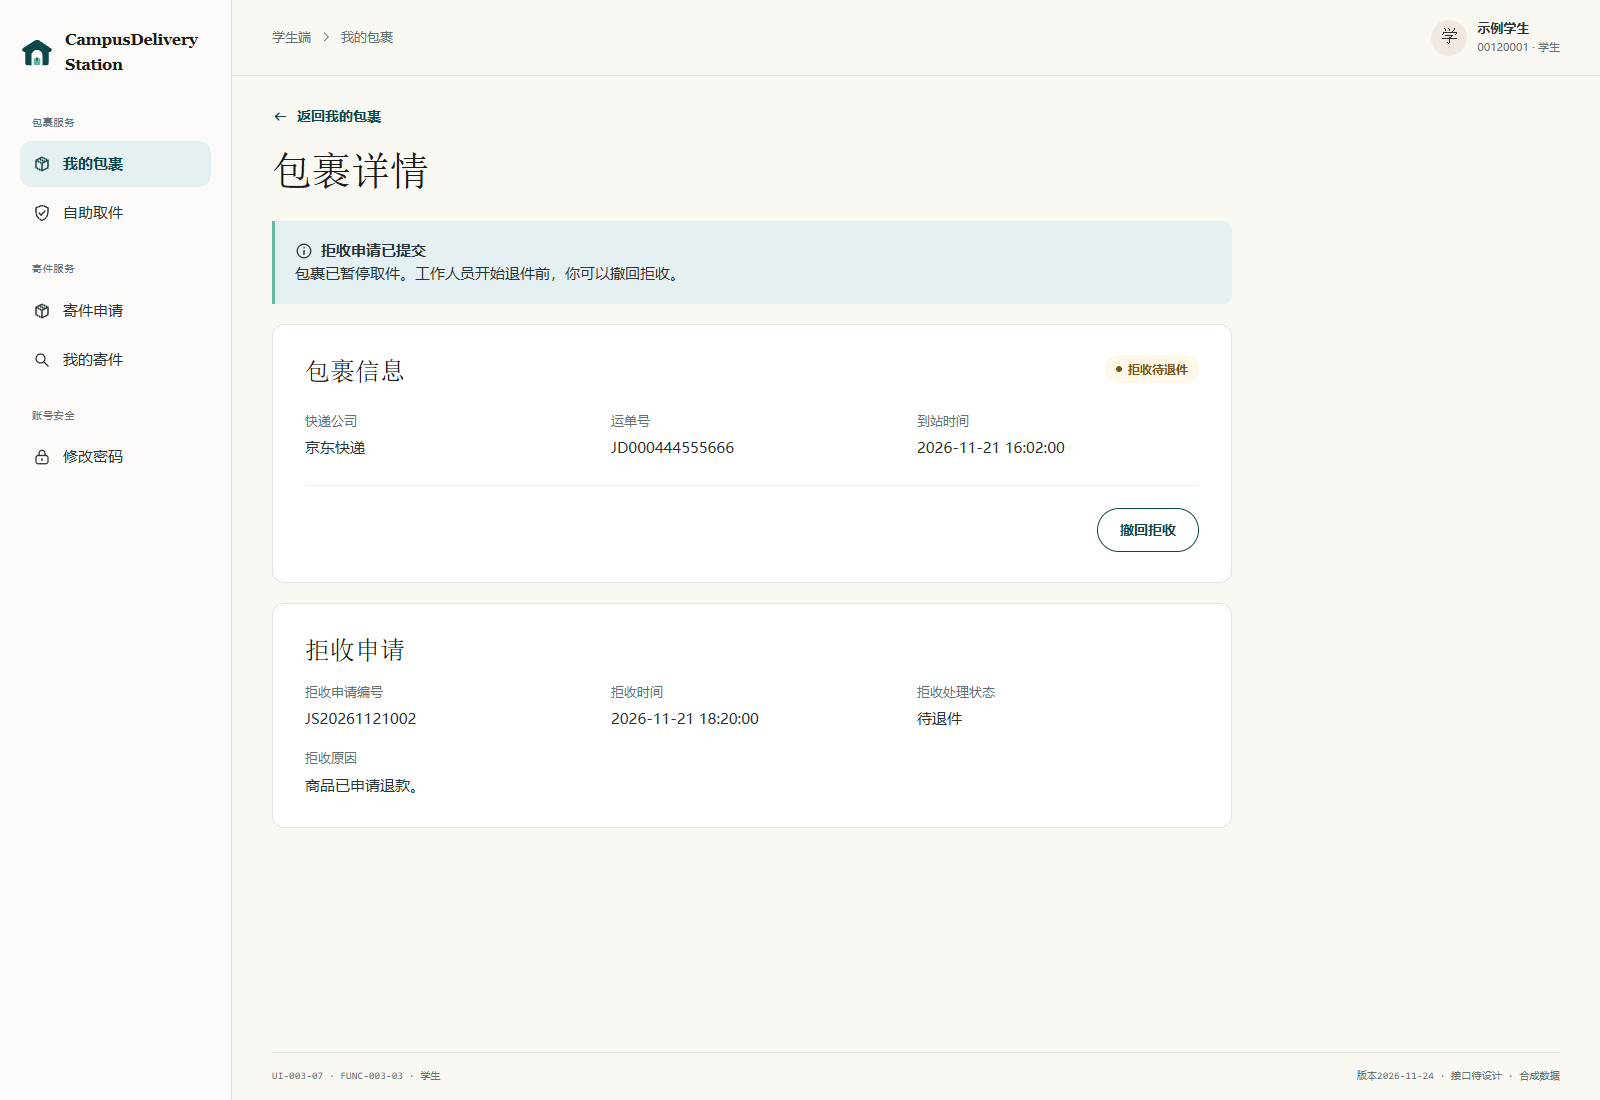 CampusDelivery
Station
包裹服务
我的包裹
自助取件
寄件服务
寄件申请
我的寄件
账号安全
修改密码
学生端 > 我的包裹
学
示例学生
00120001 · 学生
← 返回我的包裹
包裹详情
拒收申请已提交
包裹已暂停取件。工作人员开始退件前，你可以撤回拒收。
包裹信息
拒收待退件
快递公司 运单号 到站时间
京东快递 JD000444555666 2026-11-21 16:02:00
撤回拒收
拒收申请
拒收申请编号 拒收时间 拒收处理状态
JS20261121002 2026-11-21 18:20:00 待退件
拒收原因
商品已申请退款。
UI-003-07 · FUNC-003-03 · 学生
版本2026-11-24 · 接口待设计 · 合成数据